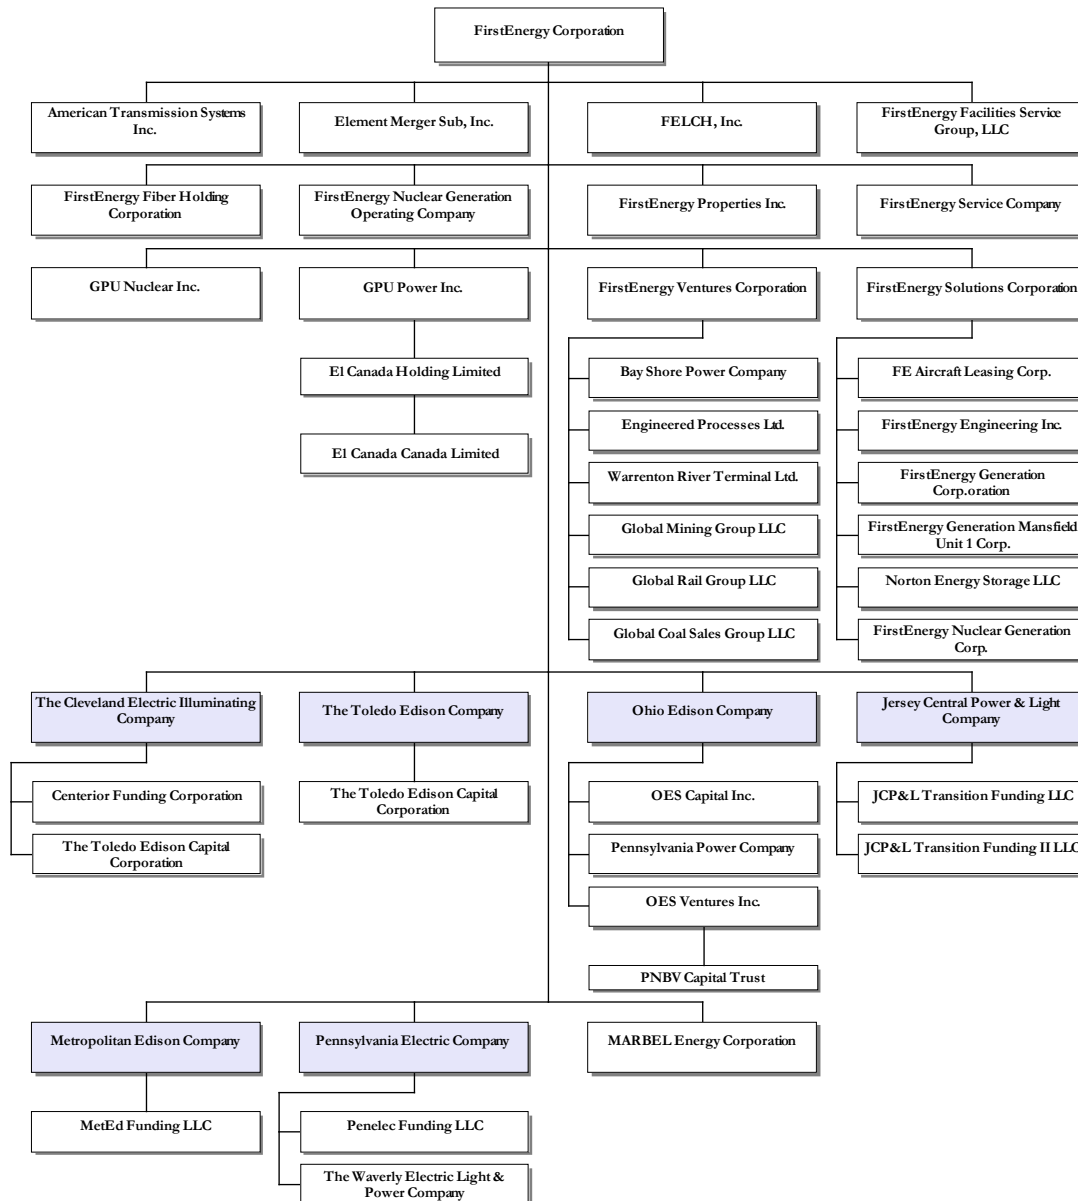 FirstEnergy Corporation
American Transmission Systems
Inc.
Element Merger Sub, Inc.
FELCH, Inc.
FirstEnergy Facilities Service
Group, LLC
FirstEnergy Fiber Holding
Corporation
FirstEnergy Nuclear Generation
Operating Company
FirstEnergy Properties Inc.
FirstEnergy Service Company
GPU Nuclear Inc.
GPU Power Inc.
FirstEnergy Ventures Corporation
FirstEnergy Solutions Corporation
El Canada Holding Limited
El Canada Canada Limited
Bay Shore Power Company
Engineered Processes Ltd.
Warrenton River Terminal Ltd.
Global Mining Group LLC
Global Rail Group LLC
Global Coal Sales Group LLC
FE Aircraft Leasing Corp.
FirstEnergy Engineering Inc.
FirstEnergy Generation
Corp.oration
FirstEnergy Generation Mansfield
Unit 1 Corp.
Norton Energy Storage LLC
FirstEnergy Nuclear Generation
Corp.
The Cleveland Electric Illuminating
Company
The Toledo Edison Company
Ohio Edison Company
Jersey Central Power & Light
Company
Centerior Funding Corporation
The Toledo Edison Capital
Corporation
The Toledo Edison Capital
Corporation
OES Capital Inc.
Pennsylvania Power Company
OES Ventures Inc.
PNBV Capital Trust
JCP&L Transition Funding LLC
JCP&L Transition Funding II LLC
Metropolitan Edison Company
Pennsylvania Electric Company
MARBEL Energy Corporation
MetEd Funding LLC
Penelec Funding LLC
The Waverly Electric Light &
Power Company